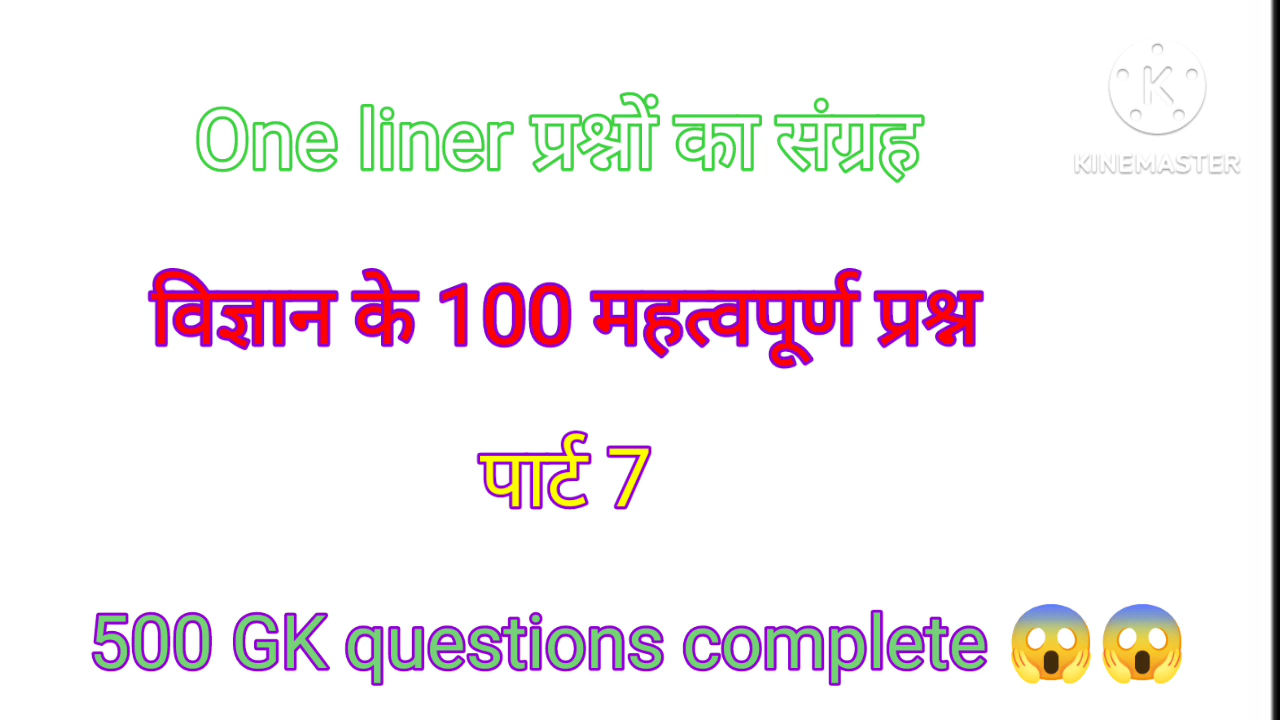 One liner प्रश्नों का संग्रह
K
KINEMASTER
विज्ञान के 100 महत्वपूर्ण प्रश्न
पार्ट 7
500 GK questions complete 😱😱